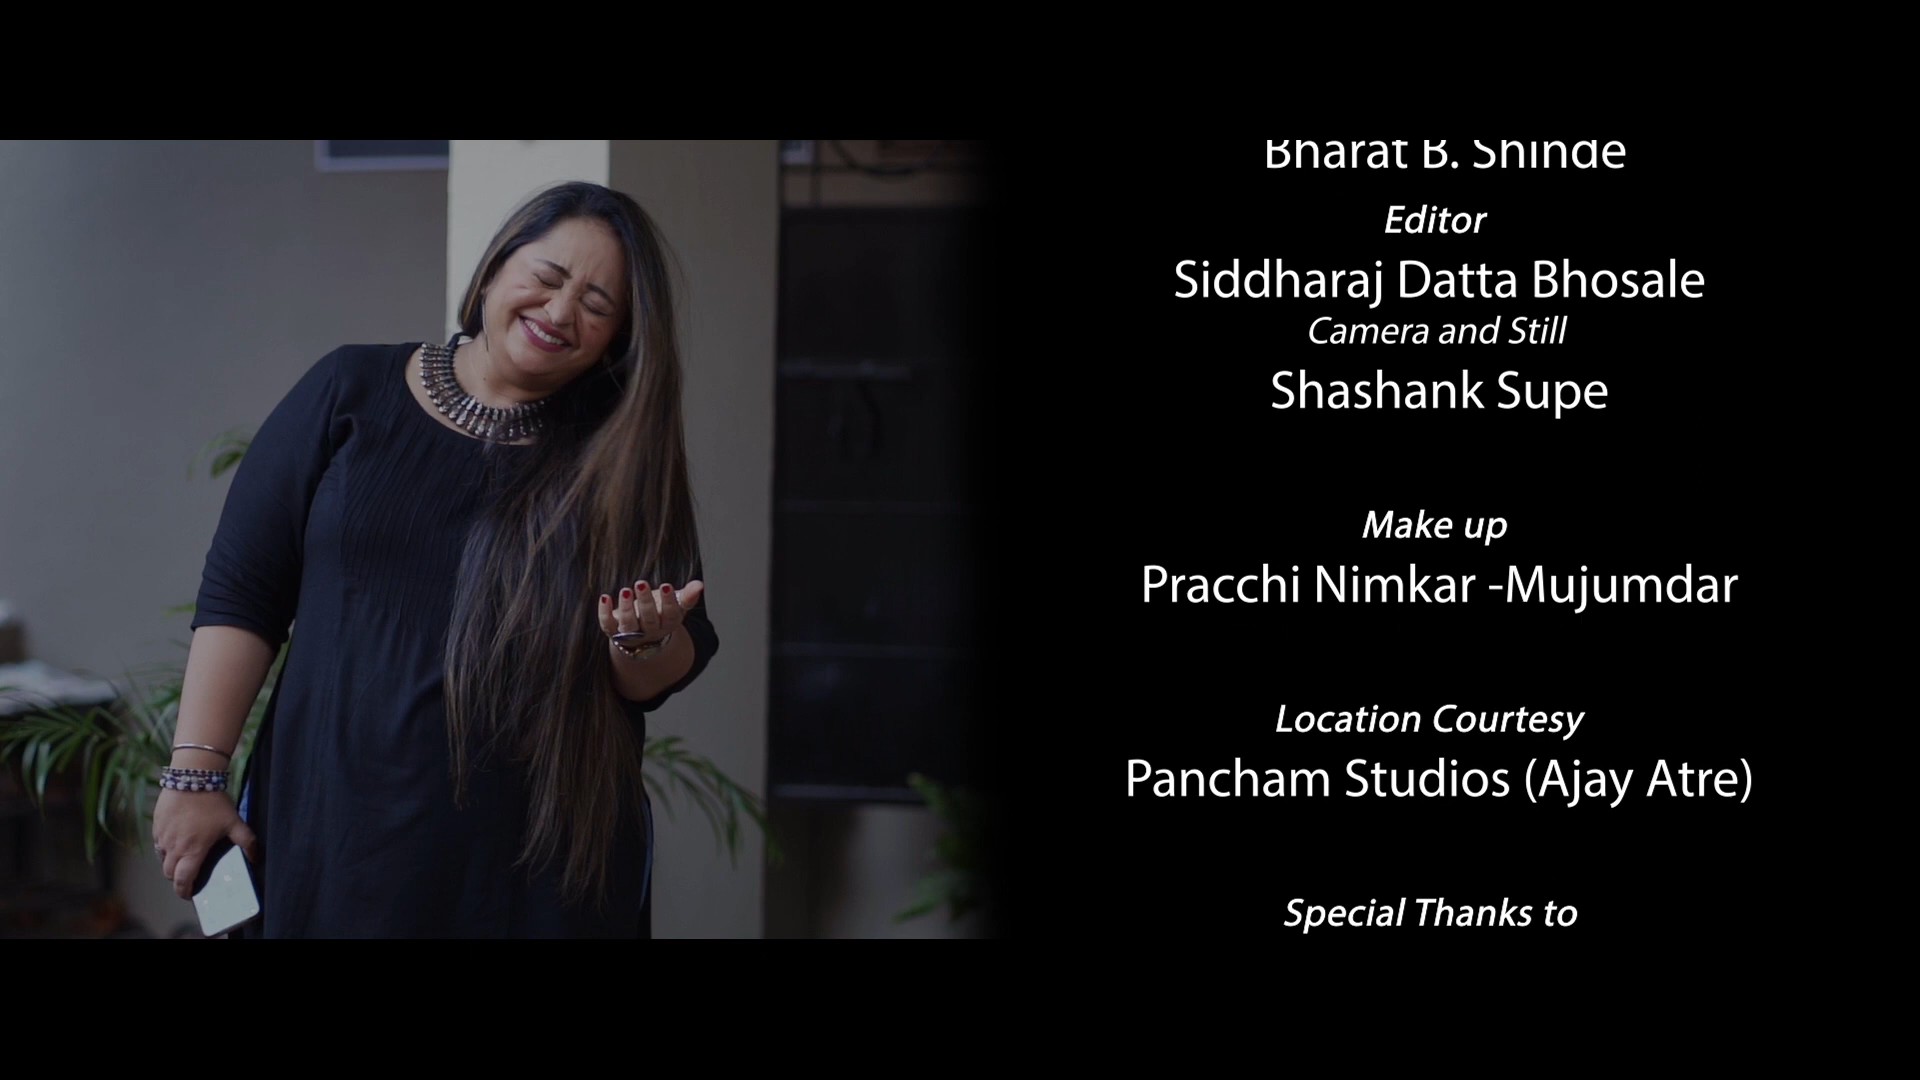 Bharat B. Shinde
Editor
Siddharaj Datta Bhosale
Camera and Still
Shashank Supe
Make up
Pracchi Nimkar -Mujumdar
Location Courtesy
Pancham Studios (Ajay Atre)
Special Thanks to